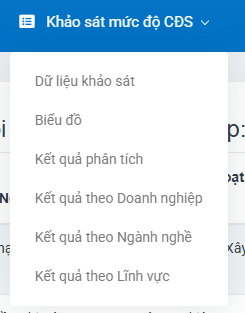 Khảo sát mức độ CĐS
Dữ liệu khảo sát
Biểu đồ
Kết quả phân tích
Kết quả theo Doanh nghiệp
Kết quả theo Ngành nghề
Kết quả theo Lĩnh vực